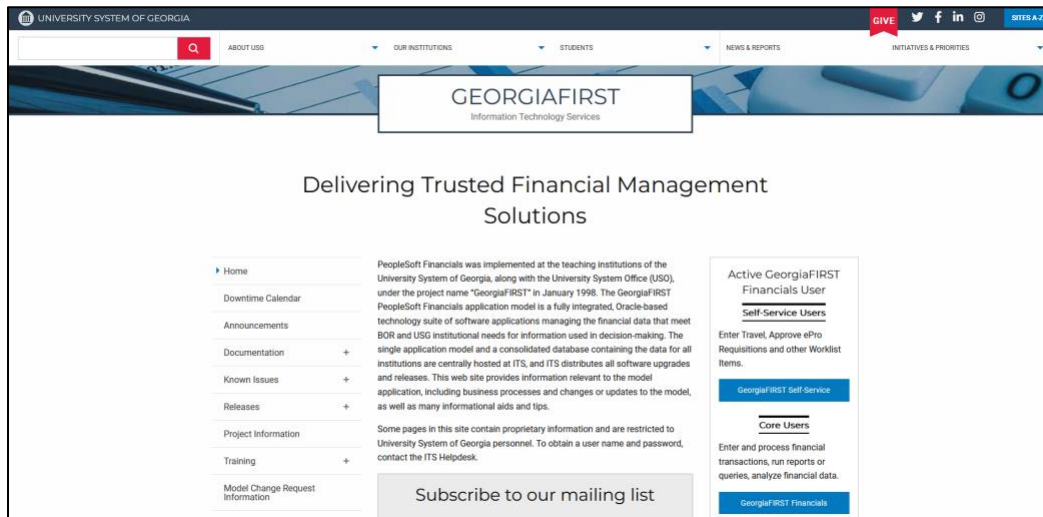 UNIVERSITY SYSTEM OF GEORGIA
GIVE
SITES A-Z
ABOUT USG
OUR INSTITUTIONS
STUDENTS
NEWS & REPORTS
INITIATIVES & PRIORITIES
GEORGIAFIRST
Information Technology Services
Delivering Trusted Financial Management
Solutions
Home
Downtime Calendar
Announcements
Documentation +
Known Issues +
Releases +
Project Information
Training +
Model Change Request
Information
PeopleSoft Financials was implemented at the teaching institutions of the
University System of Georgia, along with the University System Office (USO),
under the project name "GeorgiaFIRST" in January 1998. The GeorgiaFIRST
PeopleSoft Financials application model is a fully integrated, Oracle-based
technology suite of software applications managing the financial data that meet
BOR and USG institutional needs for information used in decision-making. The
single application model and a consolidated database containing the data for all
institutions are centrally hosted at ITS, and ITS distributes all software upgrades
and releases. This web site provides information relevant to the model
application, including business processes and changes or updates to the model,
as well as many informational aids and tips.
Some pages in this site contain proprietary information and are restricted to
University System of Georgia personnel. To obtain a user name and password,
contact the ITS Helpdesk.
Subscribe to our mailing list
Active GeorgiaFIRST
Financials User
Self-Service Users
Enter Travel, Approve ePro
Requisitions and other Worklist
Items.
GeorgiaFIRST Self-Service
Core Users
Enter and process financial
transactions, run reports or
queries, analyze financial data.
GeorgiaFIRST Financials